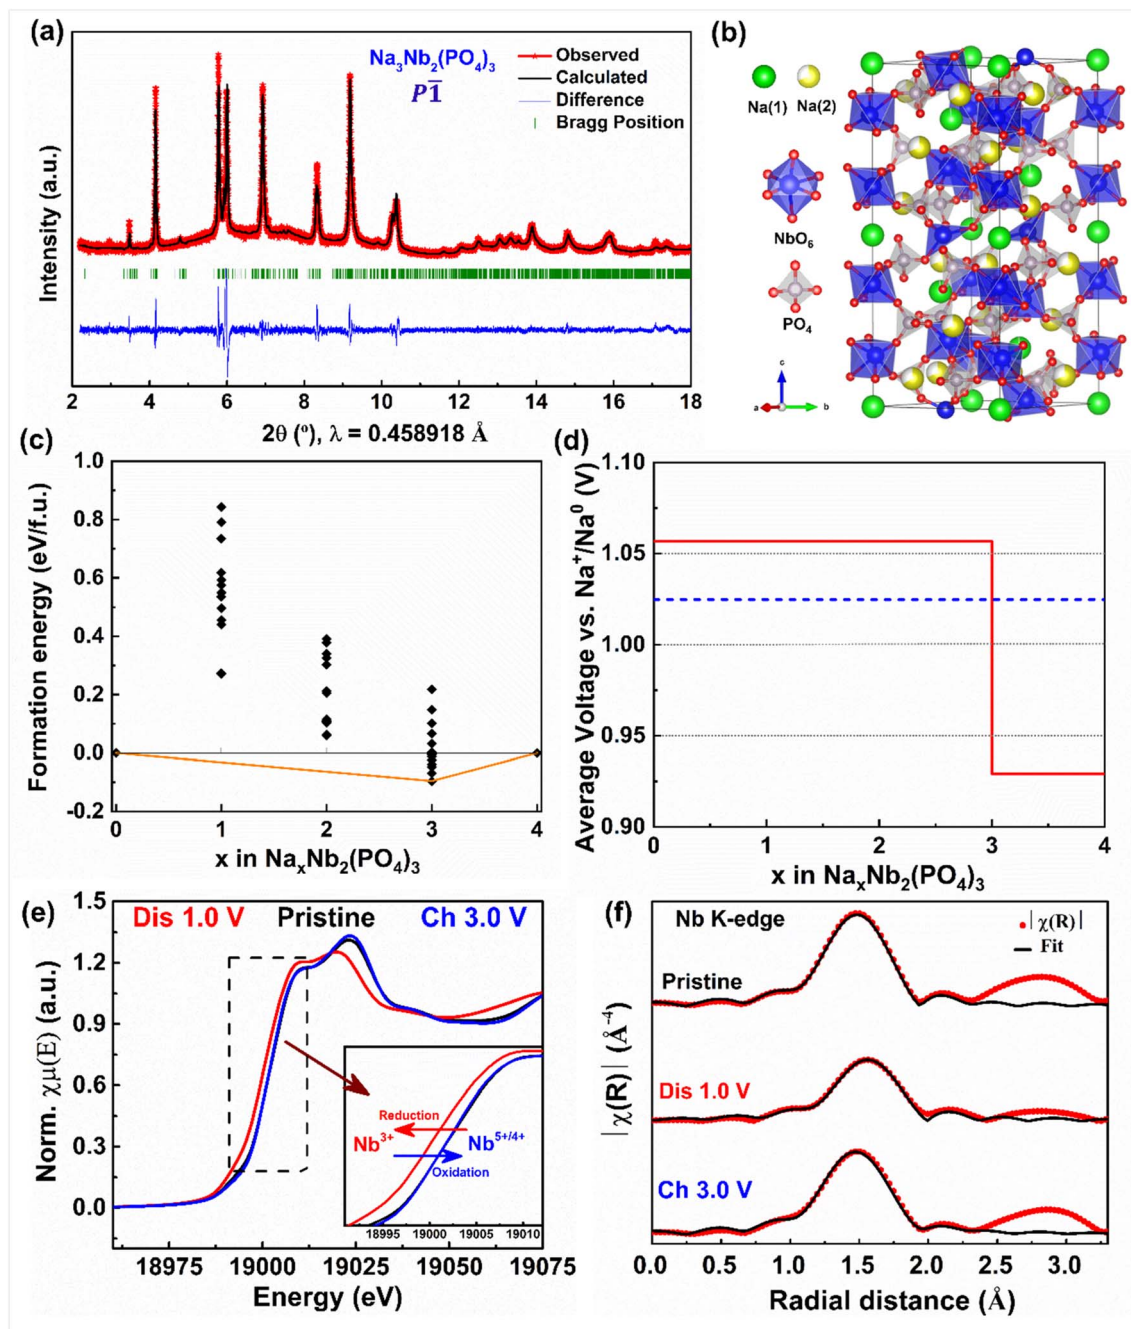 (a)
Na₃Nb₂(PO₄)₃
P1̅
Observed
Calculated
Difference
Bragg Position
Intensity (a.u.)
2 4 6 8 10 12 14 16 18
2θ (º), λ = 0.458918 Å
(b)
Na(1) Na(2)
NbO₆
PO₄
c
a b
(c)
1.0
0.8
0.6
0.4
0.2
0.0
-0.2
Formation energy (eV/f.u.)
0 1 2 3 4
x in NaₓNb₂(PO₄)₃
(d)
1.10
1.05
1.00
0.95
0.90
Average Voltage vs. Na⁺/Na⁰ (V)
0 1 2 3 4
x in NaₓNb₂(PO₄)₃
(e)
Dis 1.0 V Pristine Ch 3.0 V
1.5
1.2
0.9
0.6
0.3
0.0
Norm. χμ(E) (a.u.)
Reduction
Nb³⁺ Nb⁵⁺/⁴⁺
Oxidation
18995 19000 19005 19010
18975 19000 19025 19050 19075
Energy (eV)
(f)
Nb K-edge
|χ(R)|
Fit
Pristine
Dis 1.0 V
Ch 3.0 V
|χ(R)| (Å⁻⁴)
0.0 0.5 1.0 1.5 2.0 2.5 3.0
Radial distance (Å)